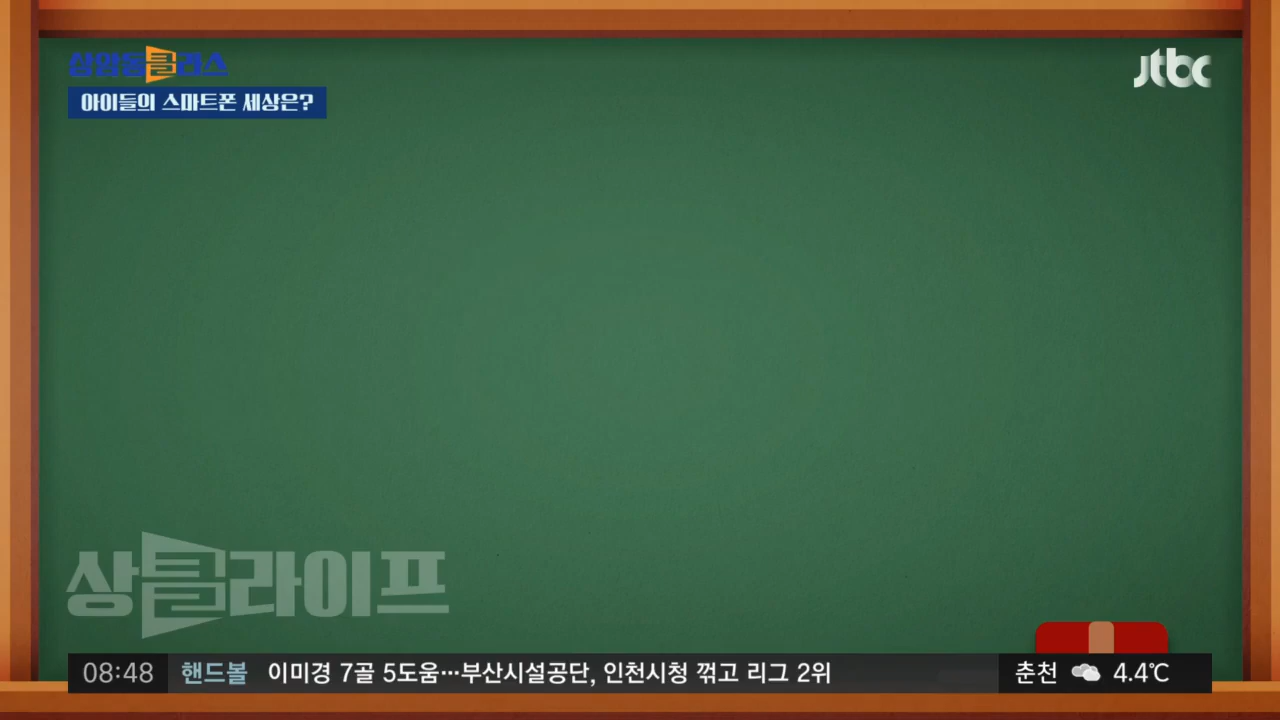 상암동 클라스
아이들의 스마트폰 세상은?
jtbc
상클라이프
08:48 핸드볼 이미경 7골 5도움…부산시설공단, 인천시청 꺾고 리그 2위 춘천 4.4℃